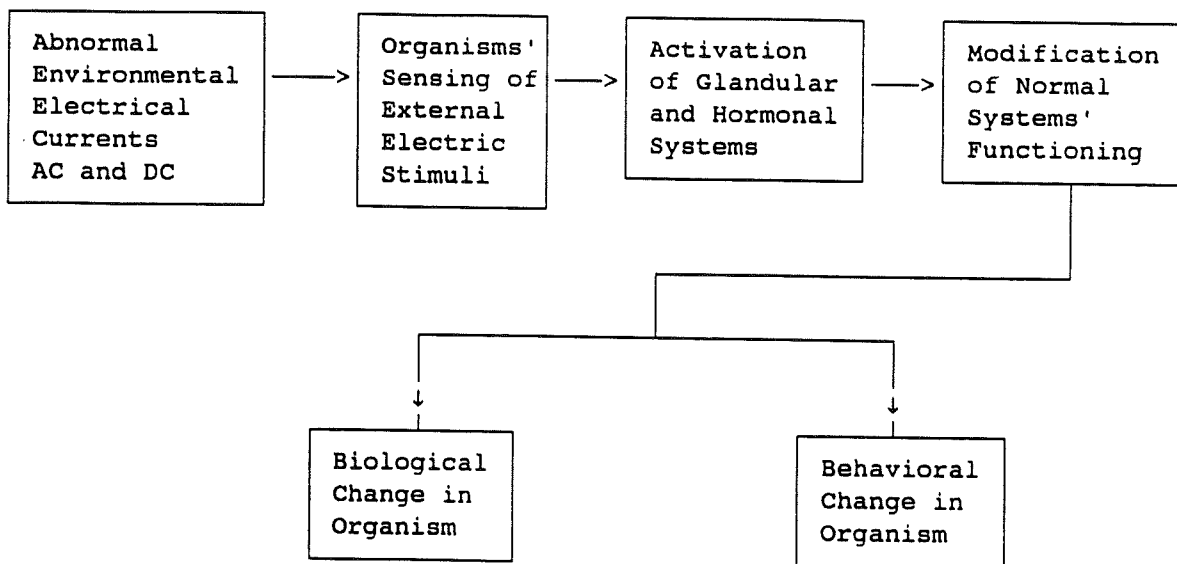 Abnormal
Environmental
Electrical
Currents
AC and DC
Organisms'
Sensing of
External
Electric
Stimuli
Activation
of Glandular
and Hormonal
Systems
Modification
of Normal
Systems'
Functioning
Biological
Change in
Organism
Behavioral
Change in
Organism